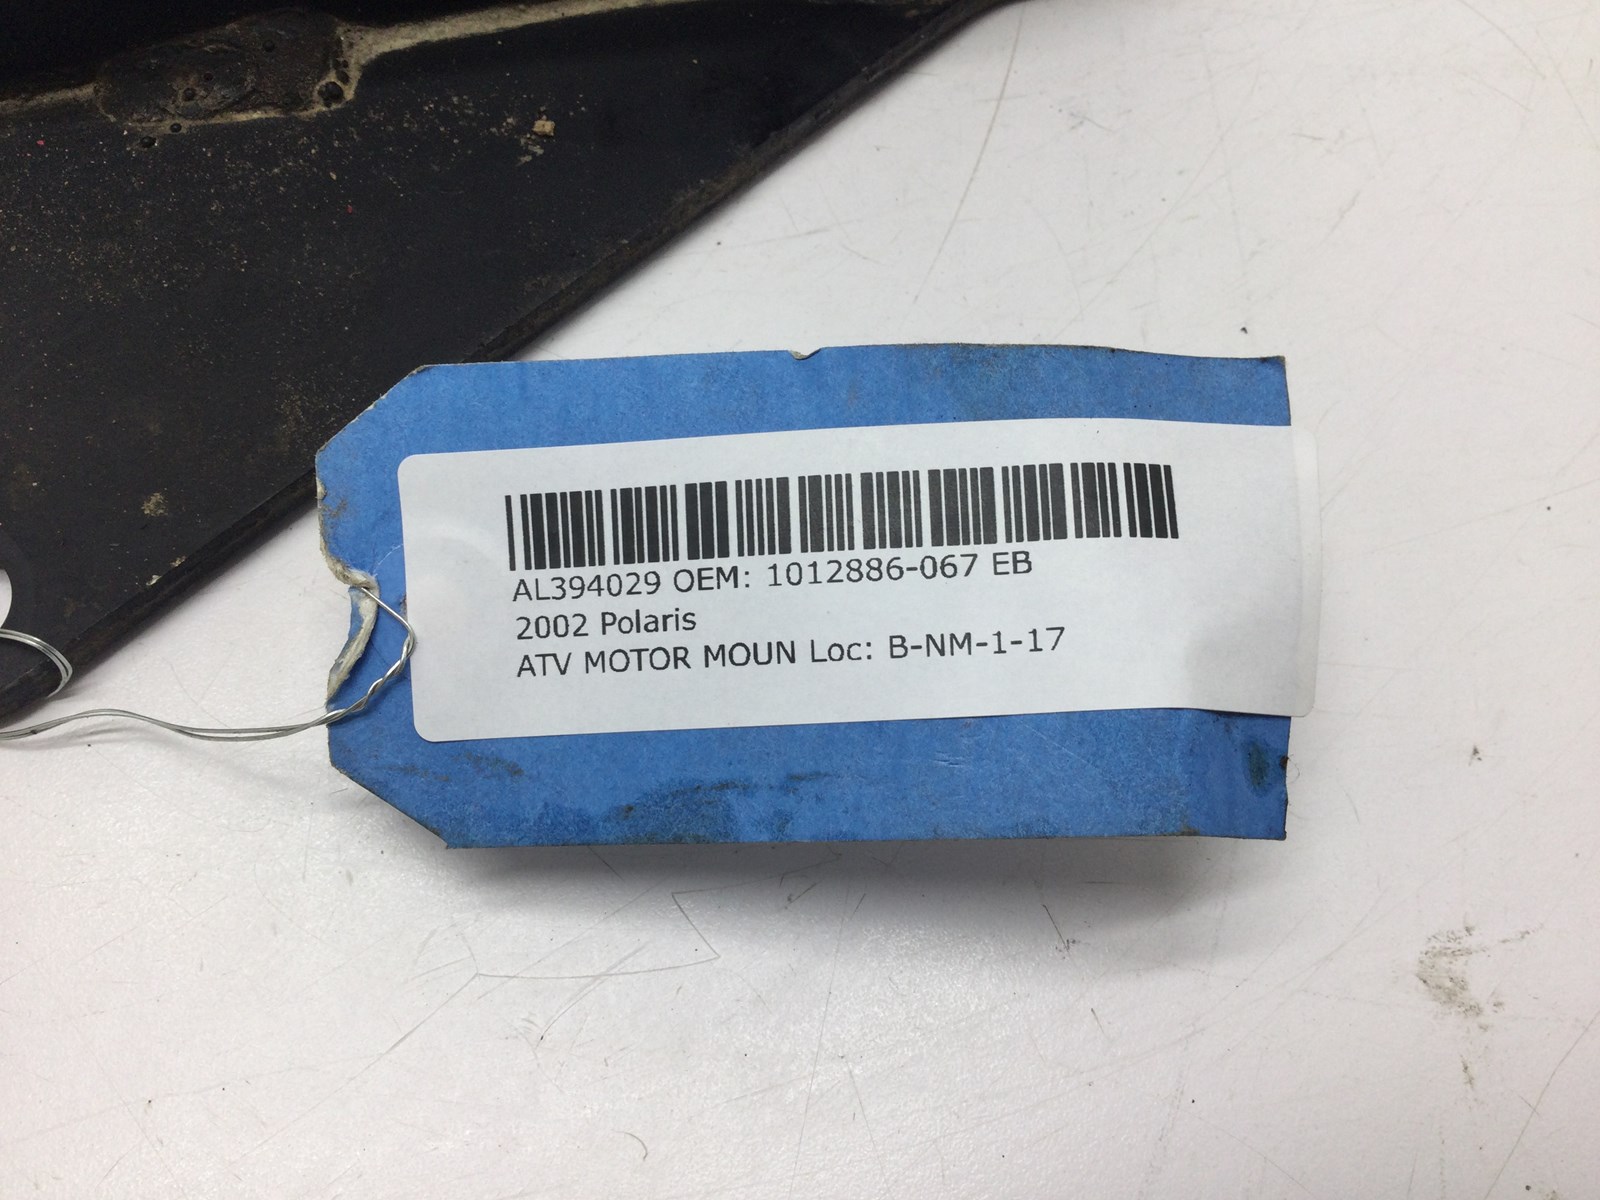 AL394029 OEM: 1012886-067 EB
2002 Polaris
ATV MOTOR MOUN Loc: B-NM-1-17